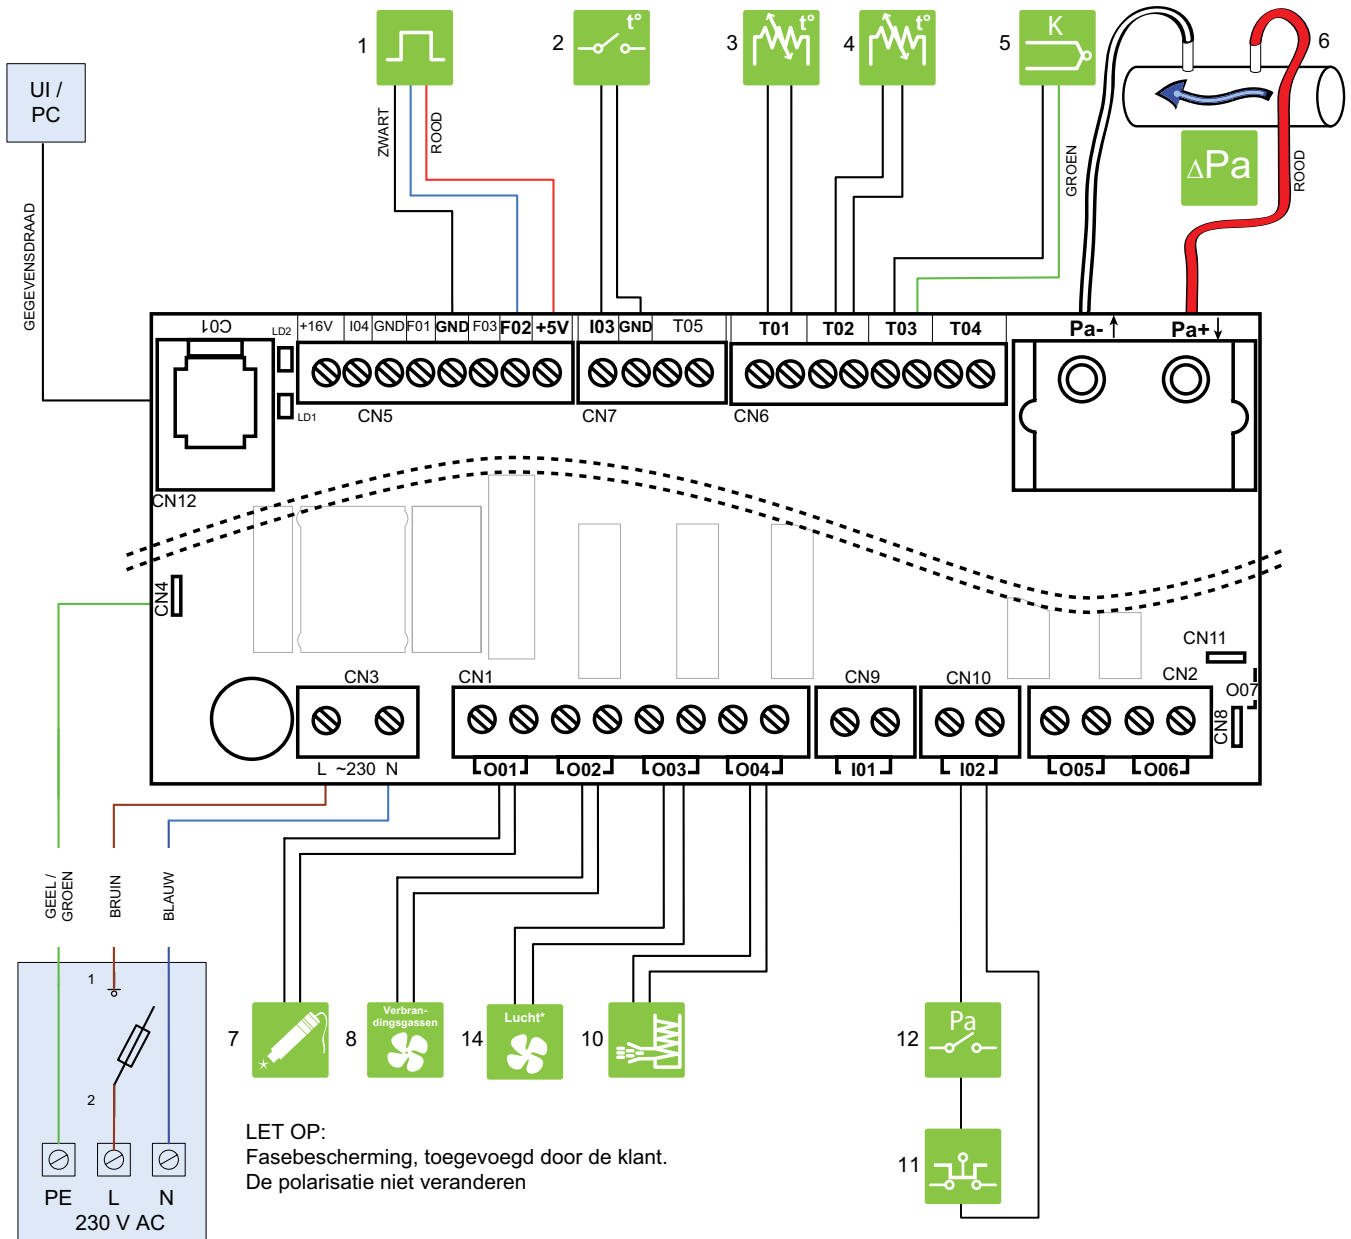 1
2
t°
3
t°
4
t°
5
K
6
UI /
PC
ZWART
ROOD
GROEN
ΔPa
ROOD
GEGEVENSDRAAD
C01
LD2
+16V
I04
GND
F01
GND
F03
F02
+5V
I03
GND
T05
T01
T02
T03
T04
Pa-
Pa+
LD1
CN5
CN7
CN6
CN12
CN4
CN11
CN3
CN1
CN9
CN10
CN2
O07
CN8
L ~230 N
O01
O02
O03
O04
I01
I02
O05
O06
GEEL /
GROEN
BRUIN
BLAUW
1
2
PE
L
N
230 V AC
7
8
Verbran-
dingsgassen
14
Lucht*
10
12
Pa
11
LET OP:
Fasebescherming, toegevoegd door de klant.
De polarisatie niet veranderen